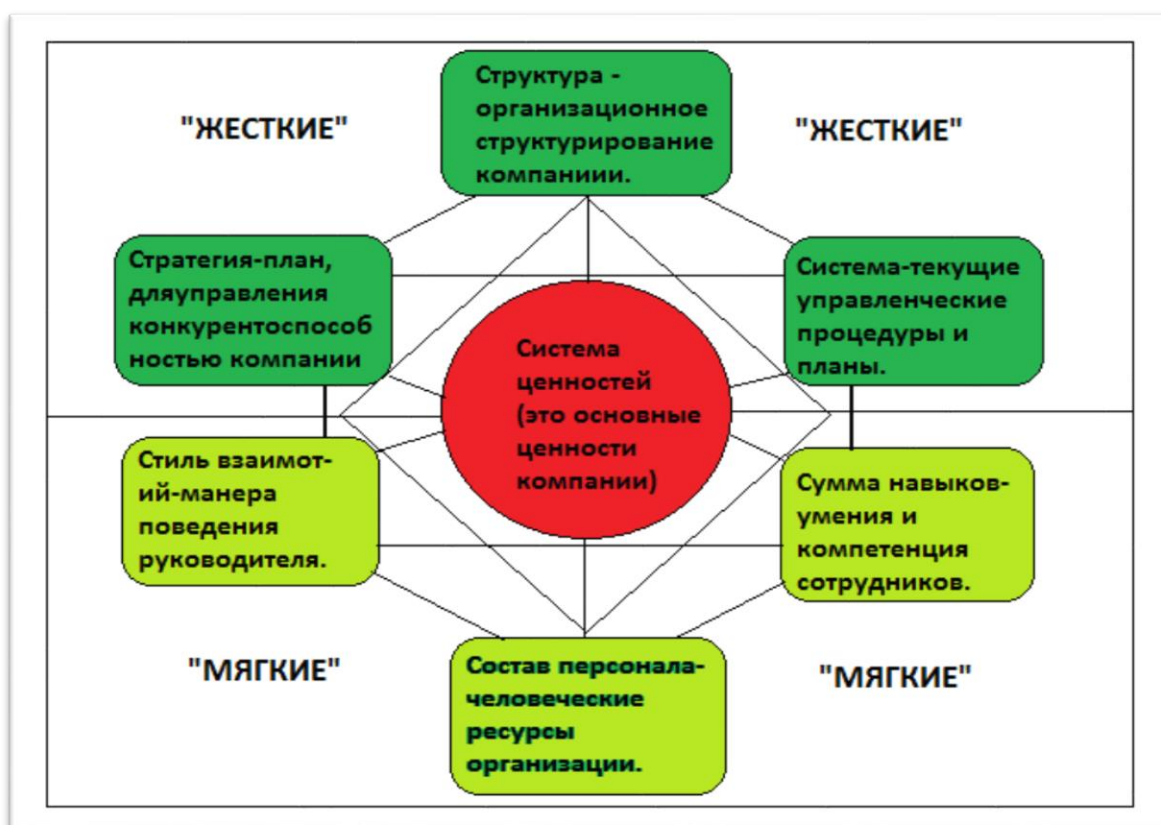 Структура -
организационное
структурирование
компаниии.
"ЖЕСТКИЕ"
"ЖЕСТКИЕ"
Стратегия-план,
дляуправления
конкурентоспособ
ностью компании
Система-текущие
управленческие
процедуры и
планы.
Система
ценностей
(это основные
ценности
компании)
Стиль взаимот-
ий-манера
поведения
руководителя.
Сумма навыков-
умения и
компетенция
сотрудников.
"МЯГКИЕ"
"МЯГКИЕ"
Состав персонала-
человеческие
ресурсы
организации.